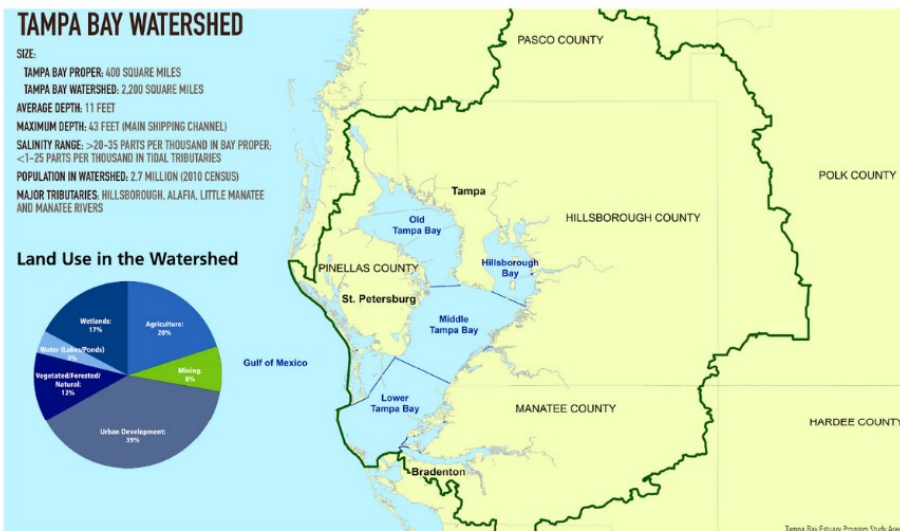 TAMPA BAY WATERSHED
SIZE:
TAMPA BAY PROPER: 400 SQUARE MILES
TAMPA BAY WATERSHED: 2,200 SQUARE MILES
AVERAGE DEPTH: 11 FEET
MAXIMUM DEPTH: 43 FEET (MAIN SHIPPING CHANNEL)
SALINITY RANGE: >20-35 PARTS PER THOUSAND IN BAY PROPER;
<1-25 PARTS PER THOUSAND IN TIDAL TRIBUTARIES
POPULATION IN WATERSHED: 2.7 MILLION (2010 CENSUS)
MAJOR TRIBUTARIES: HILLSBOROUGH, ALAFIA, LITTLE MANATEE
AND MANATEE RIVERS
Land Use in the Watershed
Wetlands:
17%
Agriculture:
20%
Water (Lakes/Ponds)
Mining:
8%
Vegetated/Forested/
Natural:
12%
Urban Development:
39%
PASCO COUNTY
POLK COUNTY
Tampa
HILLSBOROUGH COUNTY
Old
Tampa Bay
Hillsborough
Bay
PINELLAS COUNTY
St. Petersburg
Middle
Tampa Bay
Gulf of Mexico
Lower
Tampa Bay
MANATEE COUNTY
HARDEE COUNTY
Bradenton
Tampa Bay Estuary Program Study Area